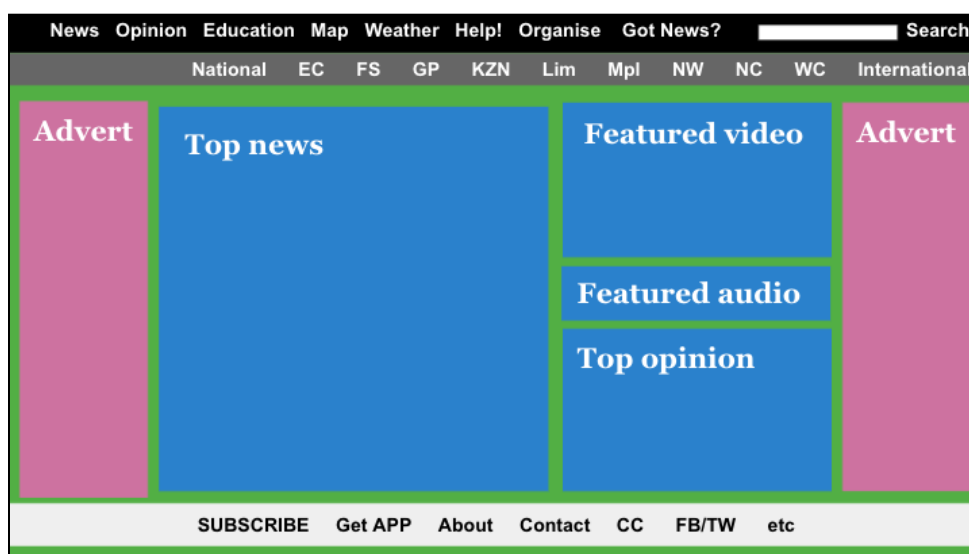 News Opinion Education Map Weather Help! Organise Got News? Search
National EC FS GP KZN Lim Mpl NW NC WC International
Advert
Top news
Featured video
Featured audio
Top opinion
Advert
SUBSCRIBE Get APP About Contact CC FB/TW etc